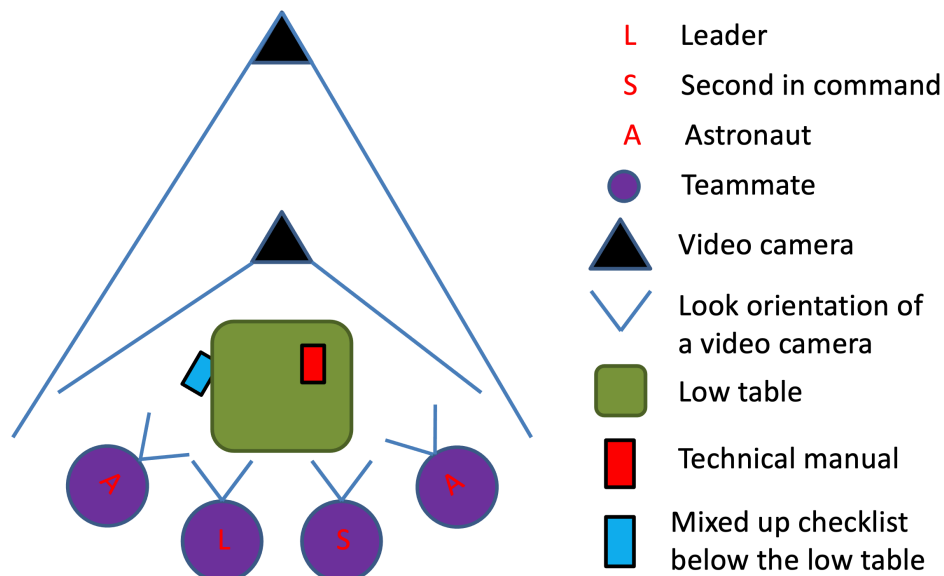 L Leader
S Second in command
A Astronaut
Teammate
Video camera
Look orientation of
a video camera
Low table
Technical manual
Mixed up checklist
below the low table
A
A
L
S